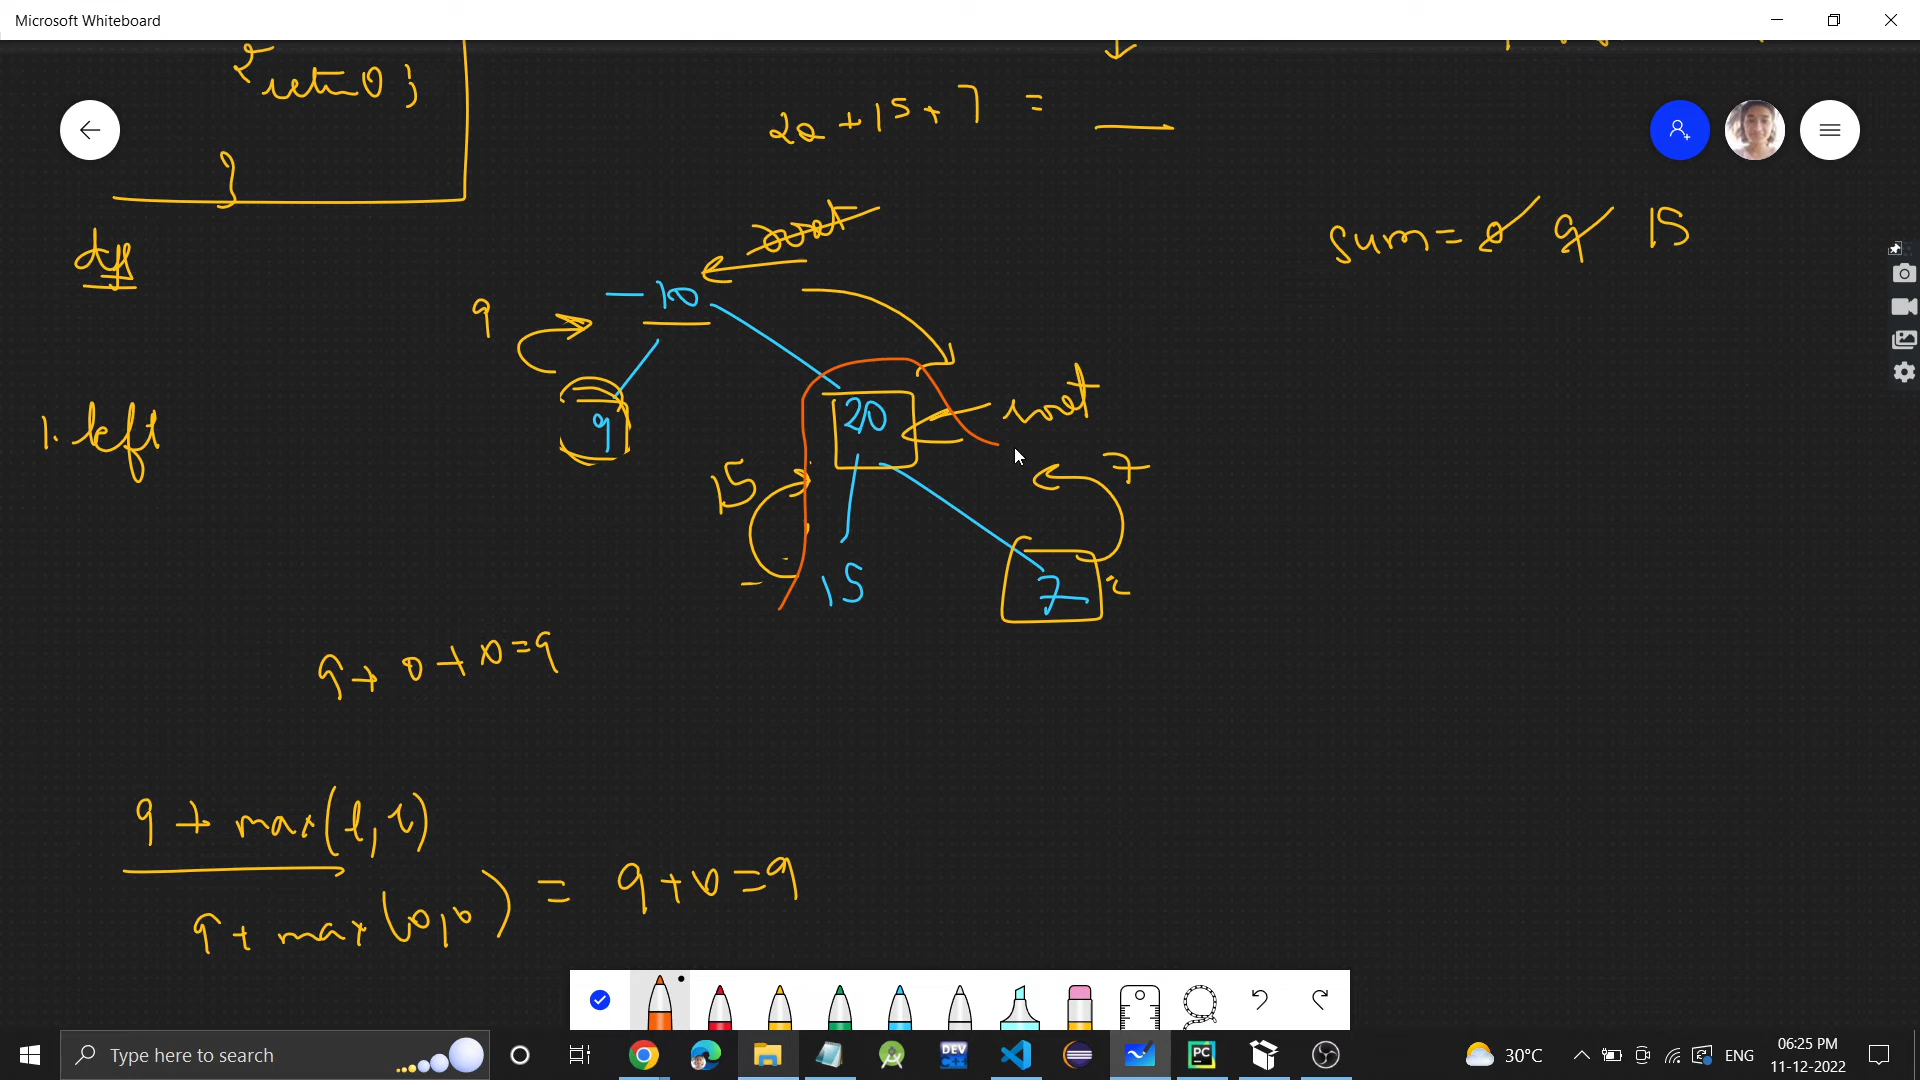 Microsoft Whiteboard
return 0;
}
20 + 15 + 7 =
dfs
root
sum = 0 9 15
-10
9
root
20
9
1. left
15
7
15
7
9 + 0 + 0 = 9
9 + max(l, r)
9 + max(0, 0) = 9 + 0 = 9
Type here to search
DEV
PC
30°C
ENG
06:25 PM
11-12-2022